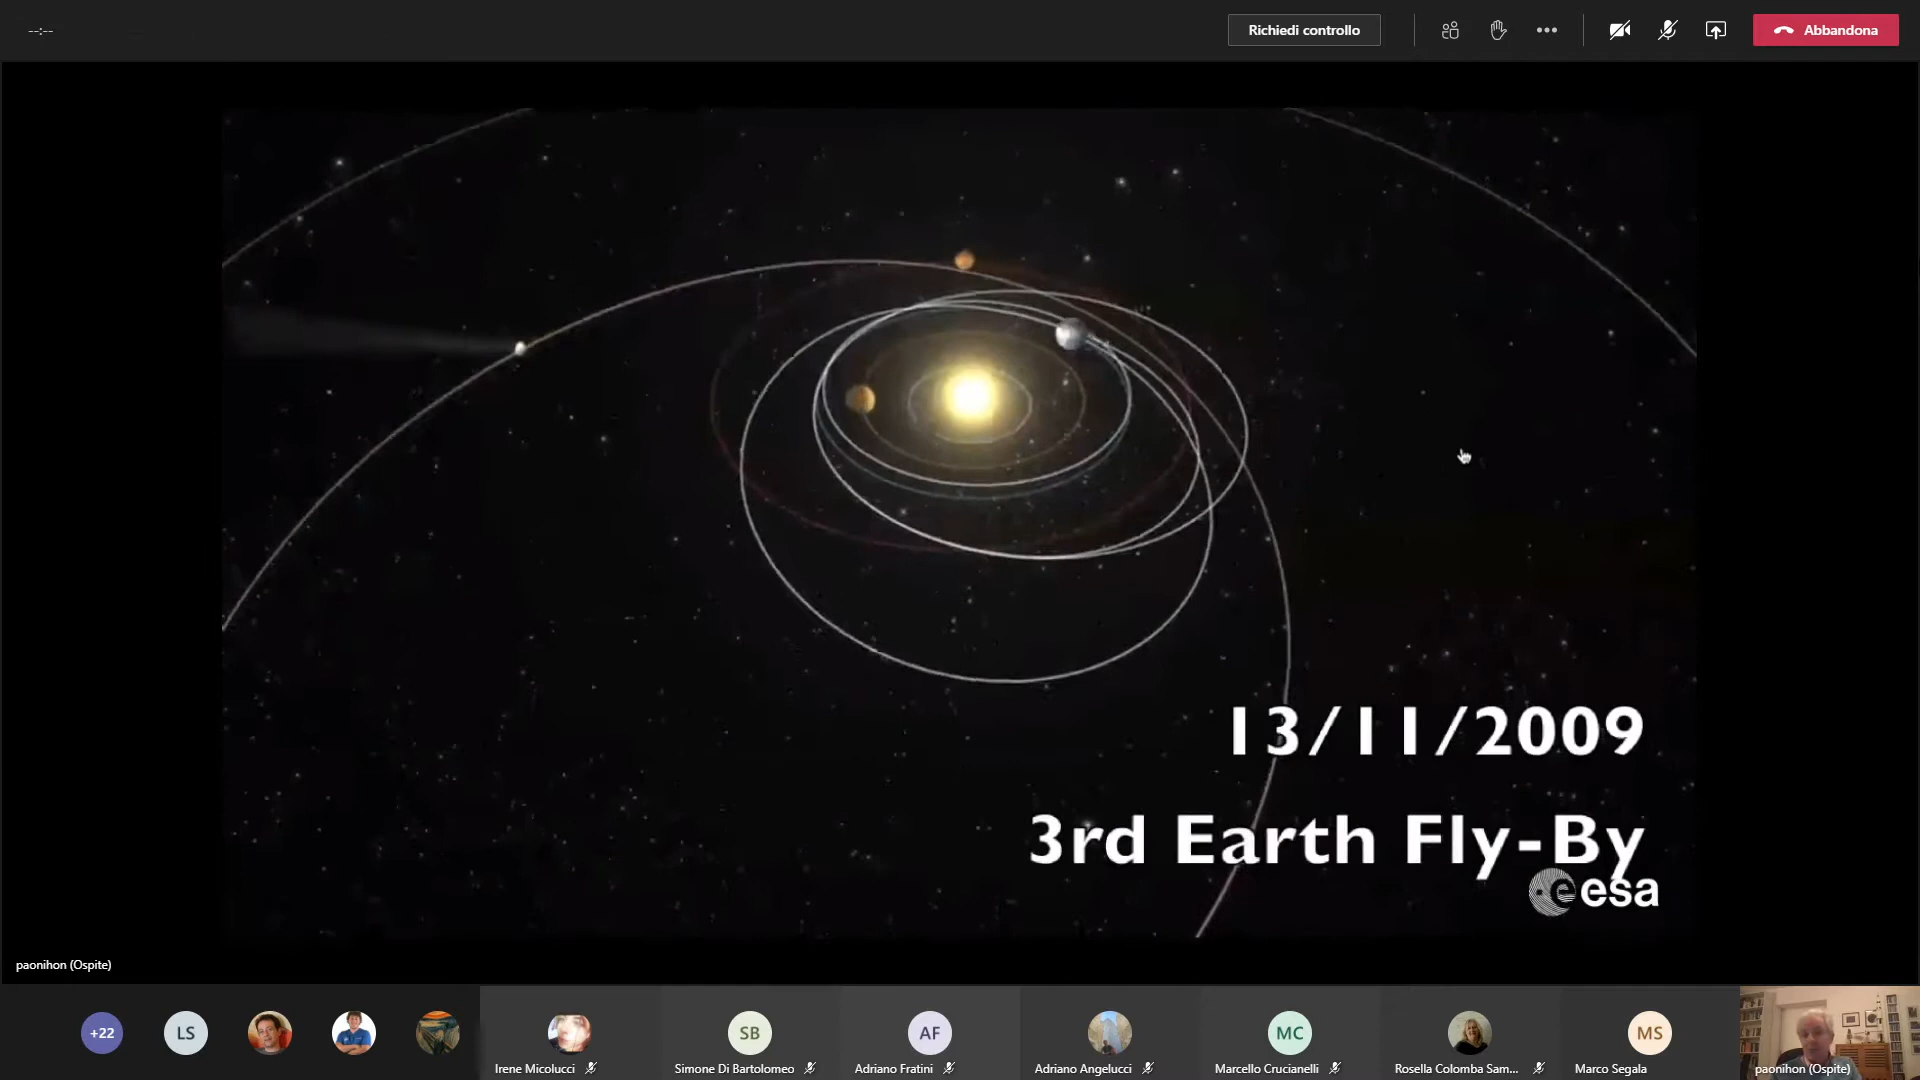 --:--
Richiedi controllo
Abbandona
13/11/2009
3rd Earth Fly-By
esa
paonihon (Ospite)
+22
LS
SB
AF
MC
MS
Irene Micolucci
Simone Di Bartolomeo
Adriano Fratini
Adriano Angelucci
Marcello Crucianelli
Rosella Colomba Sam...
Marco Segala
paonihon (Ospite)